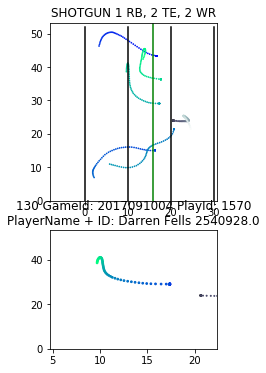 SHOTGUN 1 RB, 2 TE, 2 WR
50
40
30
20
10
0
0 10 20 30
130 GameId: 2017091004 PlayId: 1570
PlayerName + ID: Darren Fells 2540928.0
40
20
0
5 10 15 20